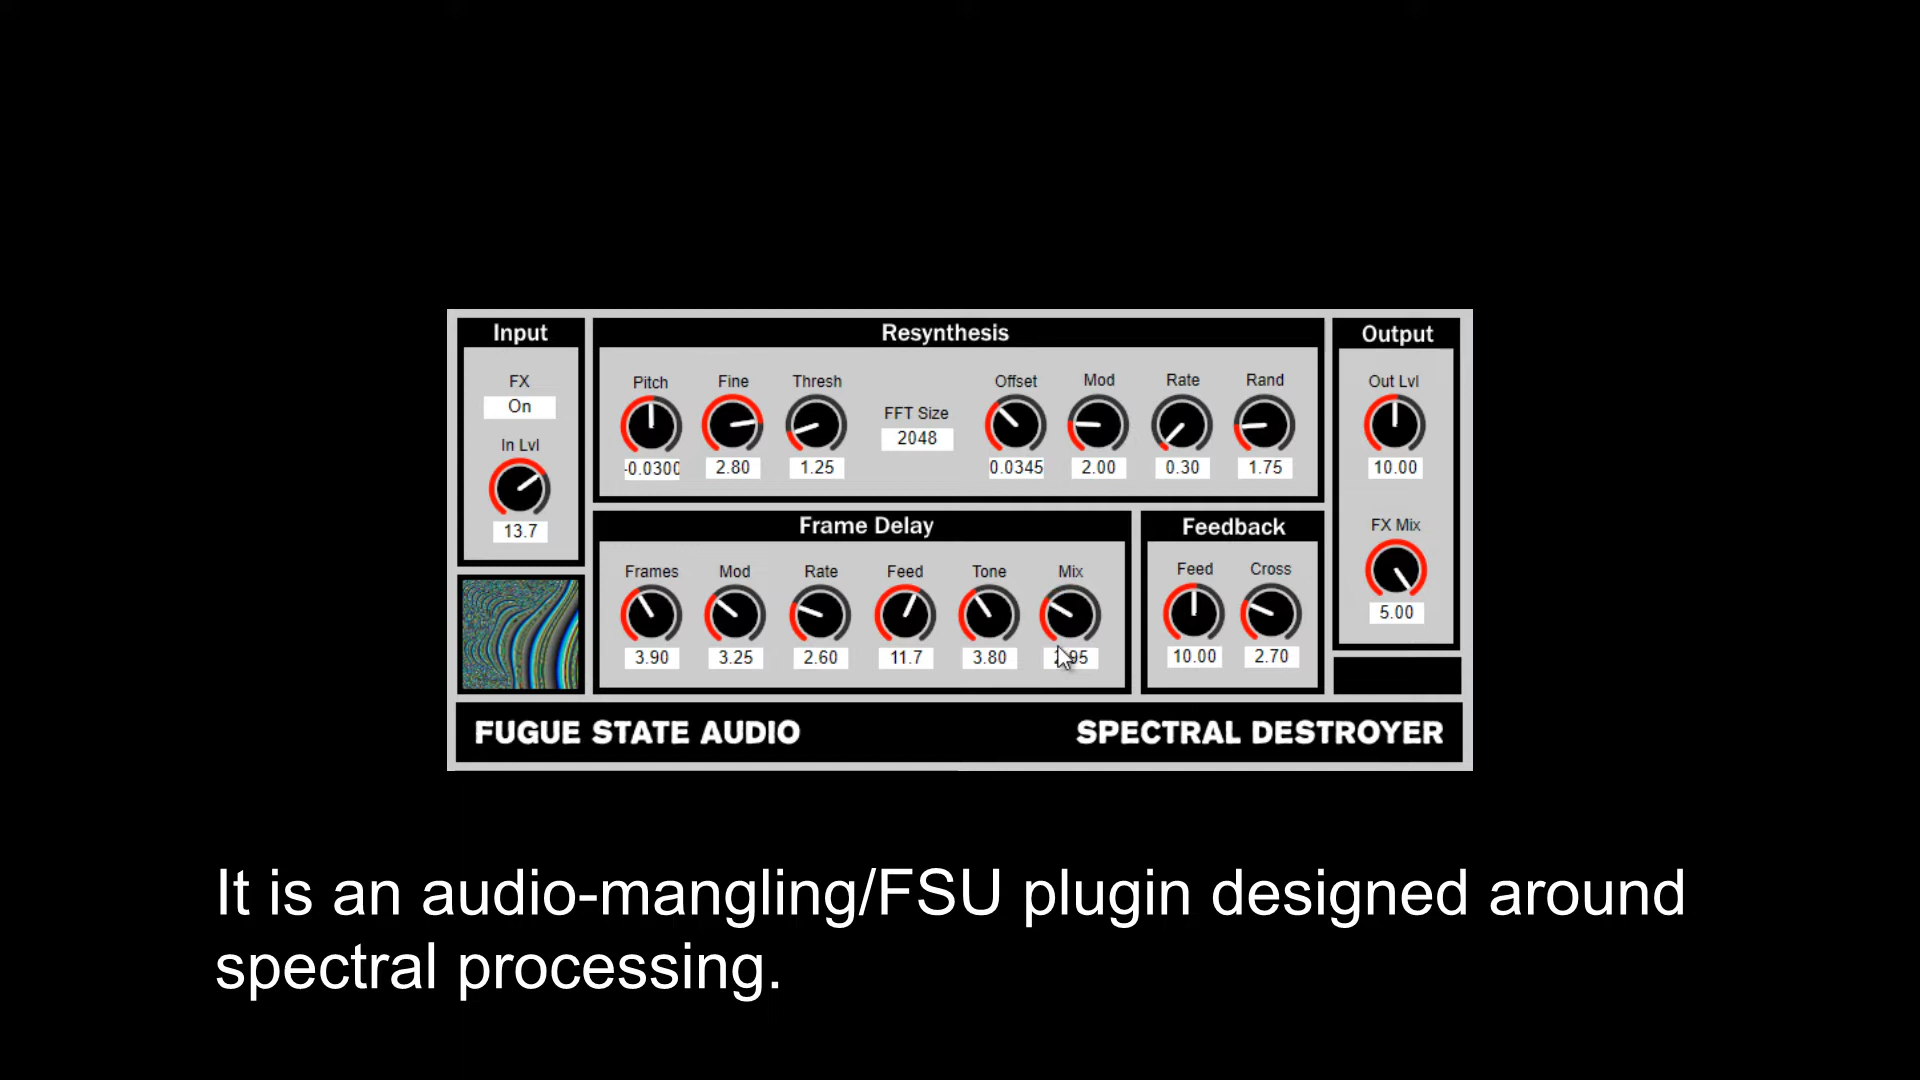 Input
Resynthesis
Output
FX
On
In Lvl
13.7
Pitch Fine Thresh FFT Size Offset Mod Rate Rand
-0.0300 2.80 1.25 2048 0.0345 2.00 0.30 1.75
Out Lvl
10.00
FX Mix
5.00
Frame Delay
Frames Mod Rate Feed Tone Mix
3.90 3.25 2.60 11.7 3.80
Feedback
Feed Cross
10.00 2.70
FUGUE STATE AUDIO
SPECTRAL DESTROYER
It is an audio-mangling/FSU plugin designed around
spectral processing.